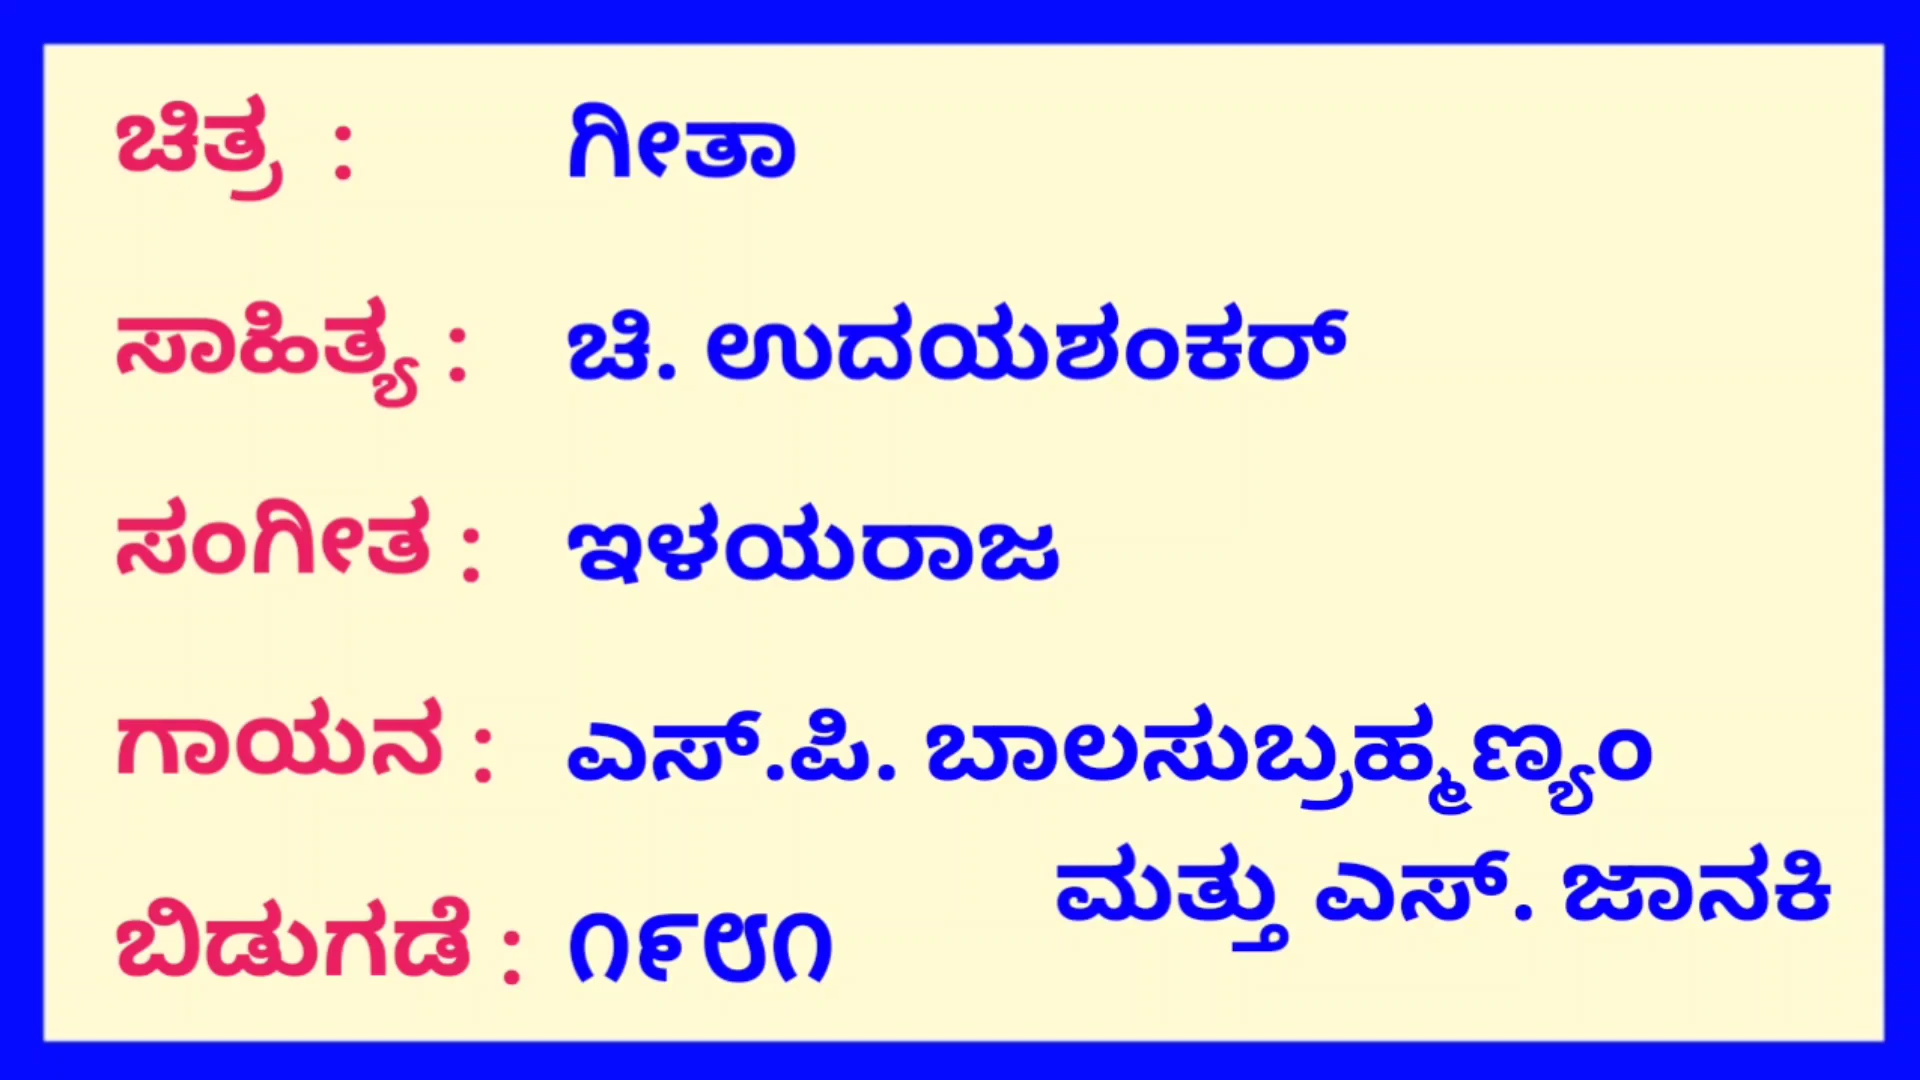 ಚಿತ್ರ : ಗೀತಾ
ಸಾಹಿತ್ಯ : ಚಿ. ಉದಯಶಂಕರ್
ಸಂಗೀತ : ಇಳಯರಾಜ
ಗಾಯನ : ಎಸ್.ಪಿ. ಬಾಲಸುಬ್ರಹ್ಮಣ್ಯಂ
ಮತ್ತು ಎಸ್. ಜಾನಕಿ
ಬಿಡುಗಡೆ : ೧೯೮೧